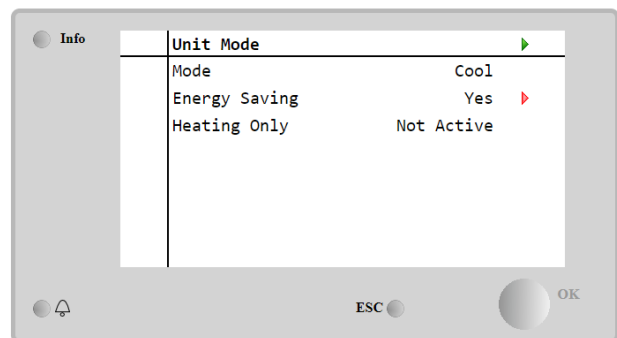 Info
Unit Mode
Mode Cool
Energy Saving Yes
Heating Only Not Active
ESC OK